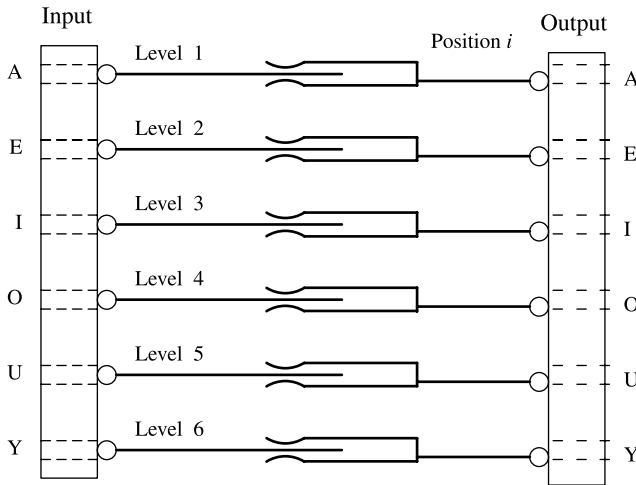 Input
Output
Position i
A Level 1 A
E Level 2 E
I Level 3 I
O Level 4 O
U Level 5 U
Y Level 6 Y